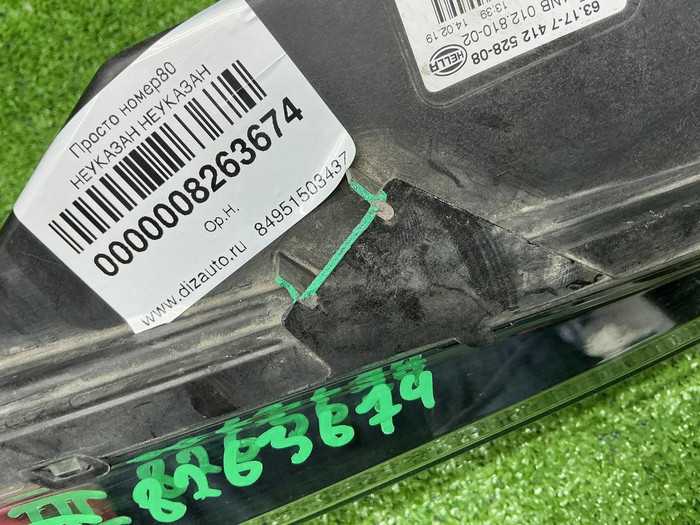 Просто номер80
НЕУКАЗАН НЕУКАЗАН
0000008263674
Ор.Н.
www.dizauto.ru 84951503437
63.17-7 412 528-08
1NB 012.810-02
13:39 14.02.19
HELLA
8263674